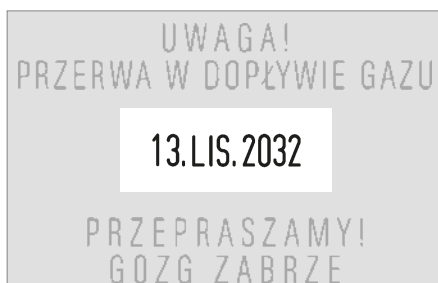 UWAGA!
PRZERWA W DOPŁYWIE GAZU
13.LIS.2032
PRZEPRASZAMY!
GOZG ZABRZE